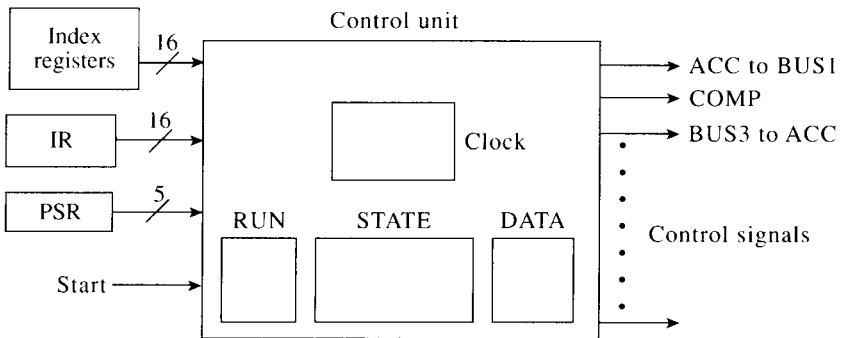 Control unit
Index
registers
16
ACC to BUS1
COMP
IR
16
Clock
BUS3 to ACC
PSR
5
RUN
STATE
DATA
Control signals
Start